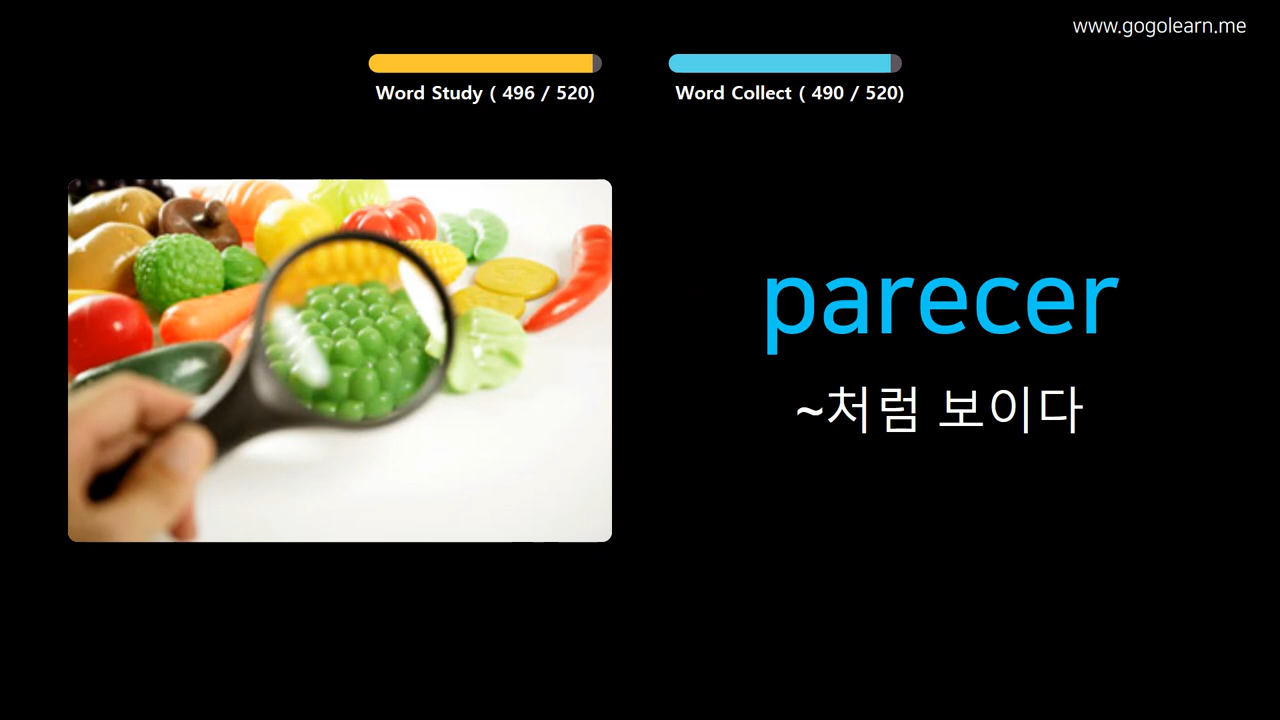 www.gogolearn.me
Word Study ( 496 / 520)
Word Collect ( 490 / 520)
parecer
~처럼 보이다